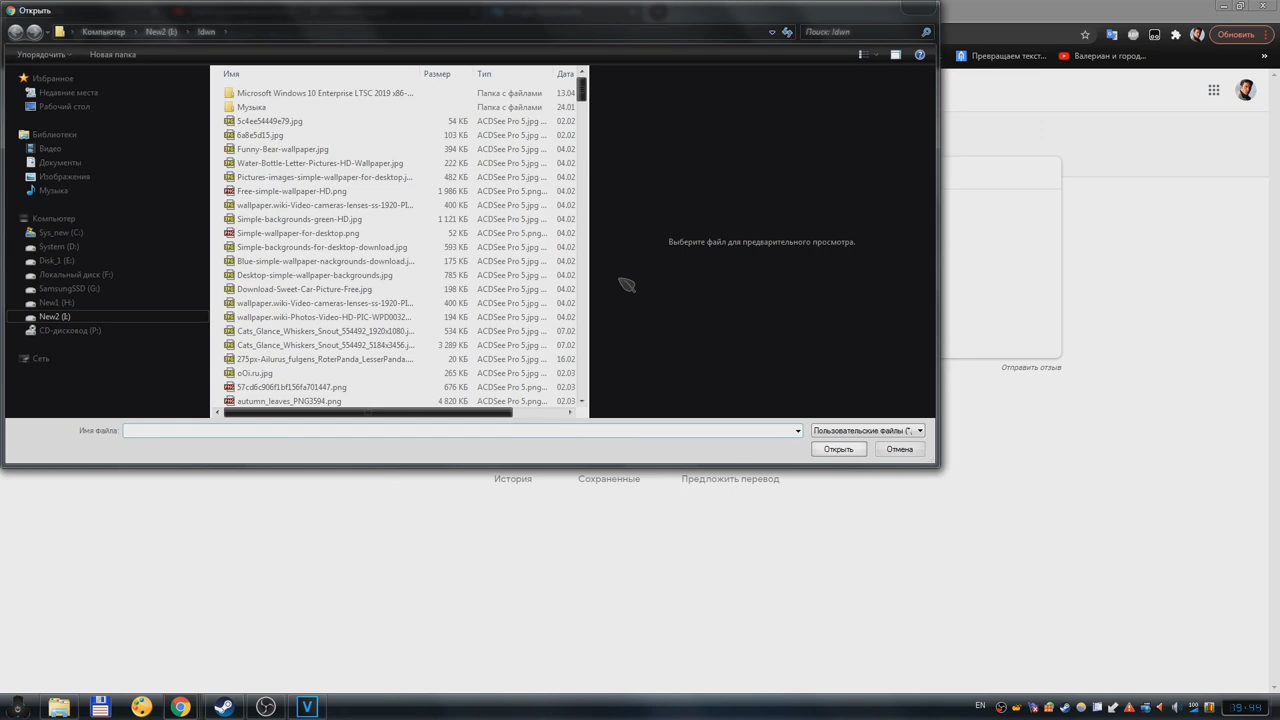 Открыть
Компьютер New2 (I:) !dwn
Поиск: !dwn
Обновить
Упорядочить Новая папка
Превращаем текст... Валериан и город...
Имя Размер Тип Дата
Избранное
Недавние места
Рабочий стол
Библиотеки
Видео
Документы
Изображения
Музыка
Компьютер
Sys_new (C:)
System (D:)
Disk_1 (E:)
Локальный диск (F:)
SamsungSSD (G:)
New1 (H:)
New2 (I:)
CD-дисковод (P:)
Сеть
Microsoft Windows 10 Enterprise LTSC 2019 x86-... Папка с файлами 13.04
Музыка Папка с файлами 24.01
5c4ee54449e79.jpg 54 КБ ACDSee Pro 5.jpg ... 02.02
6a8e5d15.jpg 103 КБ ACDSee Pro 5.jpg ... 02.02
Funny-Bear-wallpaper.jpg 394 КБ ACDSee Pro 5.jpg ... 04.02
Water-Bottle-Letter-Pictures-HD-Wallpaper.jpg 222 КБ ACDSee Pro 5.jpg ... 04.02
Pictures-images-simple-wallpaper-for-desktop.j... 482 КБ ACDSee Pro 5.jpg ... 04.02
Free-simple-wallpaper-HD.png 1 986 КБ ACDSee Pro 5.png... 04.02
wallpaper.wiki-Video-cameras-lenses-ss-1920-PI... 400 КБ ACDSee Pro 5.jpg ... 04.02
Simple-backgrounds-green-HD.jpg 1 121 КБ ACDSee Pro 5.jpg ... 04.02
Simple-wallpaper-for-desktop.png 52 КБ ACDSee Pro 5.png... 04.02
Simple-backgrounds-for-desktop-download.jpg 593 КБ ACDSee Pro 5.jpg ... 04.02
Blue-simple-wallpaper-nackgrounds-download.j... 175 КБ ACDSee Pro 5.jpg ... 04.02
Desktop-simple-wallpaper-backgrounds.jpg 785 КБ ACDSee Pro 5.jpg ... 04.02
Download-Sweet-Car-Picture-Free.jpg 198 КБ ACDSee Pro 5.jpg ... 04.02
wallpaper.wiki-Video-cameras-lenses-ss-1920-PI... 400 КБ ACDSee Pro 5.jpg ... 04.02
wallpaper.wiki-Photos-Video-HD-PIC-WPD0032... 194 КБ ACDSee Pro 5.jpg ... 04.02
Cats_Glance_Whiskers_Snout_554492_1920x1080.j... 534 КБ ACDSee Pro 5.jpg ... 07.02
Cats_Glance_Whiskers_Snout_554492_5184x3456.j... 3 289 КБ ACDSee Pro 5.jpg ... 07.02
275px-Ailurus_fulgens_RoterPanda_LesserPanda.... 20 КБ ACDSee Pro 5.jpg ... 16.02
oOi.ru.jpg 265 КБ ACDSee Pro 5.jpg ... 02.03
57cd6c906f1bf156fa701447.png 676 КБ ACDSee Pro 5.png... 02.03
autumn_leaves_PNG3594.png 4 820 КБ ACDSee Pro 5.png... 02.03
Выберите файл для предварительного просмотра.
Отправить отзыв
Имя файла: Пользовательские файлы (*,
Открыть Отмена
История Сохраненные Предложить перевод
EN 100 19:44